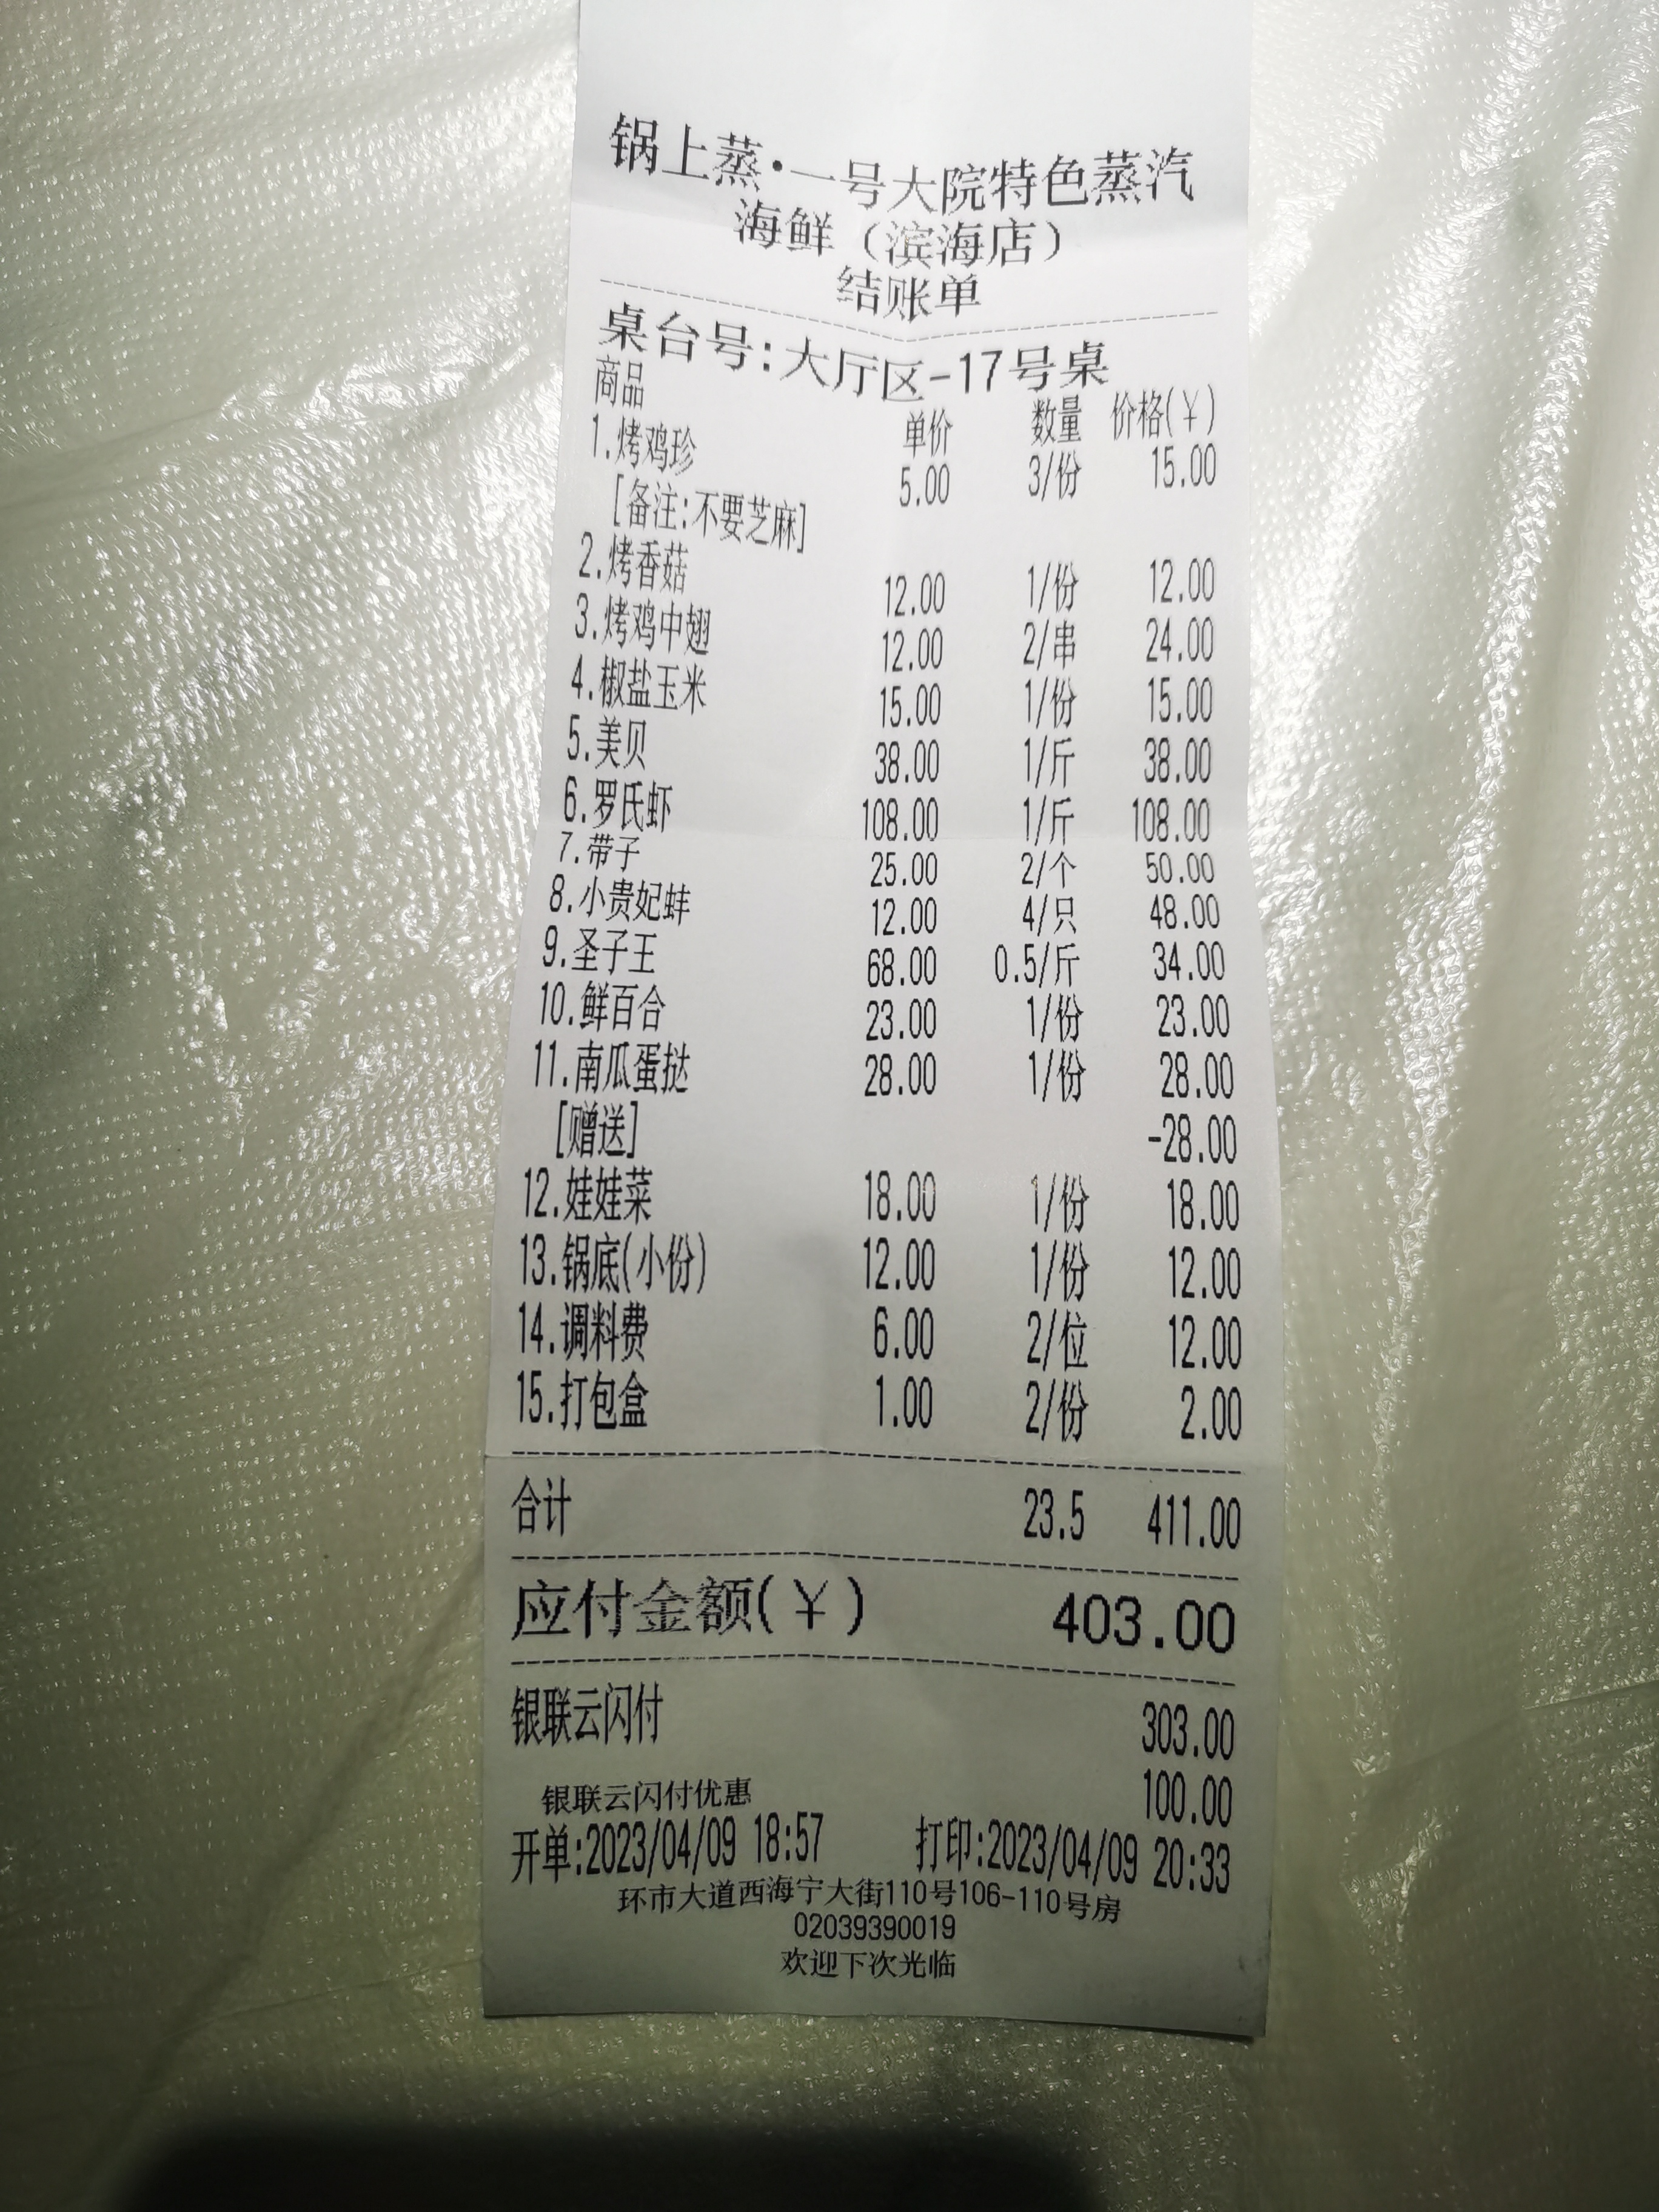 锅上蒸·一号大院特色蒸汽
海鲜（滨海店）
结账单
桌台号:大厅区-17号桌
商品 单价 数量 价格(¥)
1.烤鸡珍 5.00 3/份 15.00
[备注:不要芝麻]
2.烤香菇 12.00 1/份 12.00
3.烤鸡中翅 12.00 2/串 24.00
4.椒盐玉米 15.00 1/份 15.00
5.美贝 38.00 1/斤 38.00
6.罗氏虾 108.00 1/斤 108.00
7.带子 25.00 2/个 50.00
8.小贵妃蚌 12.00 4/只 48.00
9.圣子王 68.00 0.5/斤 34.00
10.鲜百合 23.00 1/份 23.00
11.南瓜蛋挞 28.00 1/份 28.00
[赠送] -28.00
12.娃娃菜 18.00 1/份 18.00
13.锅底(小份) 12.00 1/份 12.00
14.调料费 6.00 2/位 12.00
15.打包盒 1.00 2/份 2.00
合计 23.5 411.00
应付金额(¥) 403.00
银联云闪付 303.00
银联云闪付优惠 100.00
开单:2023/04/09 18:57 打印:2023/04/09 20:33
环市大道西海宁大街110号106-110号房
02039390019
欢迎下次光临